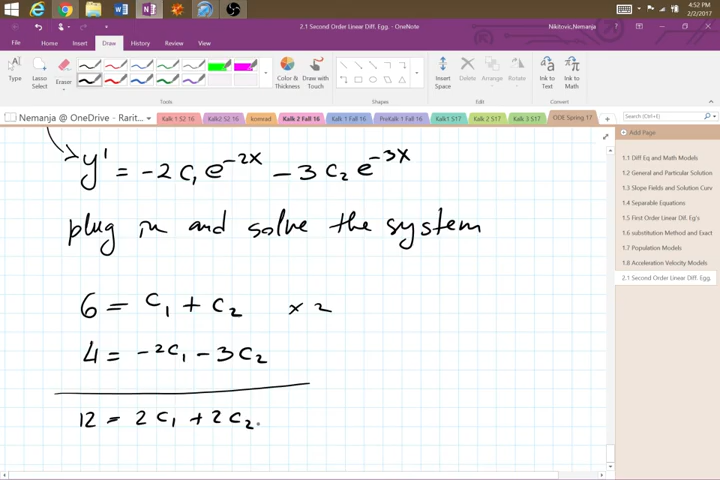 4:52 PM
2/2/2017
2.1 Second Order Linear Diff. Egg. - OneNote
Nikitovic,Nemanja
File
Home
Insert
Draw
History
Review
View
Type
Lasso Select
Eraser
Color & Thickness
Draw with Touch
Insert Space
Delete
Arrange
Rotate
Ink to Text
Ink to Math
Tools
Shapes
Edit
Convert
Nemanja @ OneDrive - Rarit...
Kalk 1 S2 16
Kalk2 S2 16
konrad
Kalk 2 Fall 16
Kalk 1 Fall 16
PreKalk 1 Fall 16
Kalk1 S17
Kalk 2 S17
Kalk 3 S17
ODE Spring 17
Search (Ctrl+E)
Add Page
1.1 Diff Eq and Math Models
1.2 General and Particular Solution
1.3 Slope Fields and Solution Curv
1.4 Separable Equations
1.5 First Order Linear Dif. Eg's
1.6 substitution Method and Exact
1.7 Population Models
1.8 Acceleration Velocity Models
2.1 Second Order Linear Diff. Egg.
y' = -2c₁e⁻²ˣ - 3c₂e⁻³ˣ
plug in and solve the system
6 = c₁ + c₂ × 2
4 = -2c₁ - 3c₂
12 = 2c₁ + 2c₂